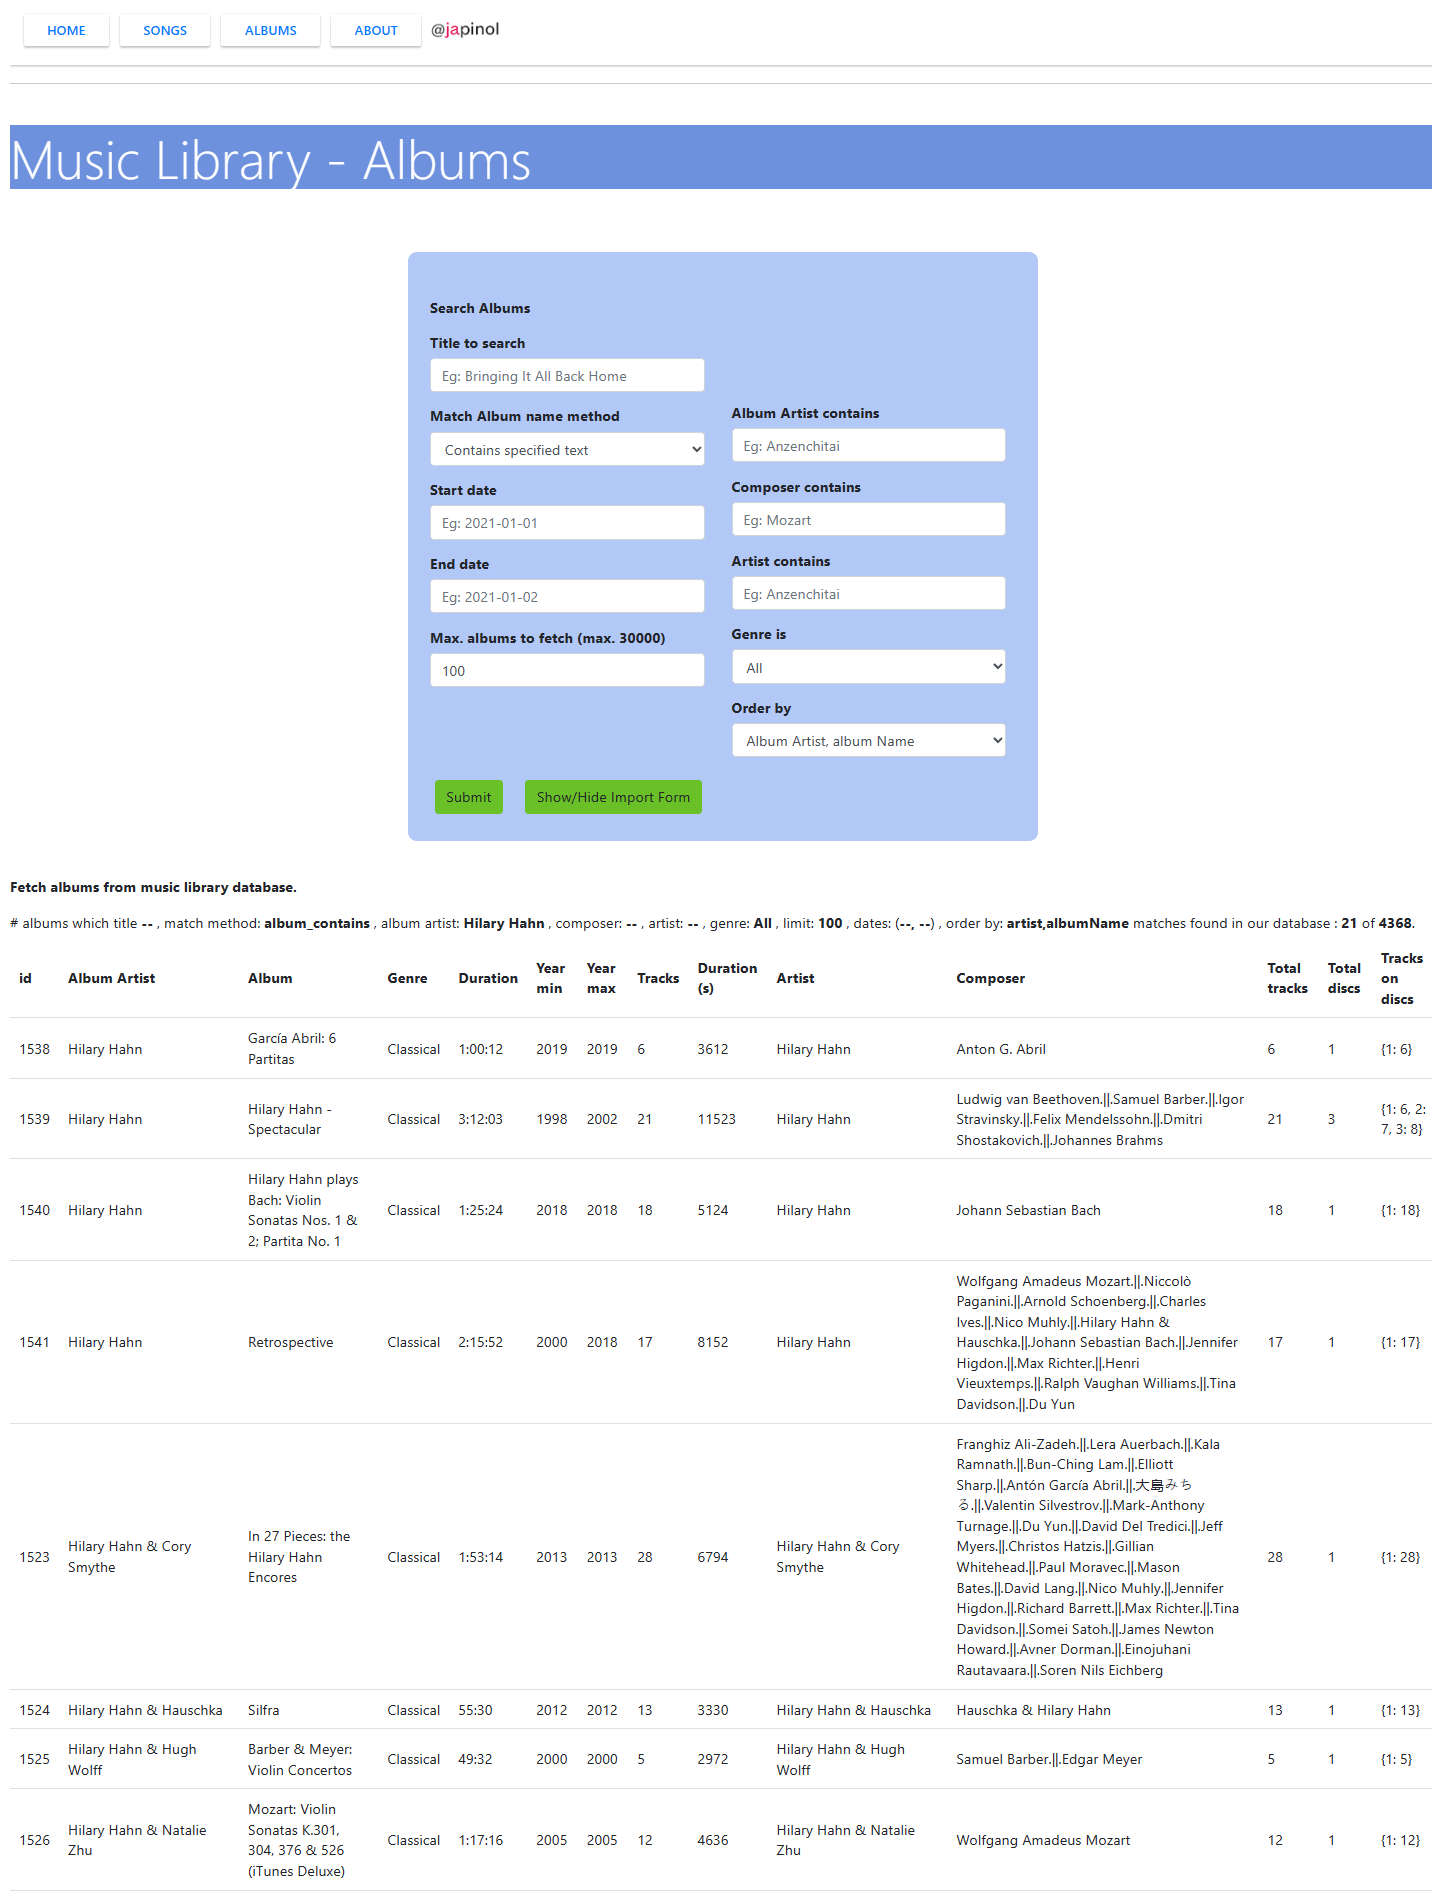 HOME SONGS ALBUMS ABOUT @japinol
Music Library - Albums
Search Albums
Title to search
Eg: Bringing It All Back Home
Match Album name method
Contains specified text
Start date
Eg: 2021-01-01
End date
Eg: 2021-01-02
Max. albums to fetch (max. 30000)
100
Album Artist contains
Eg: Anzenchitai
Composer contains
Eg: Mozart
Artist contains
Eg: Anzenchitai
Genre is
All
Order by
Album Artist, album Name
Submit Show/Hide Import Form
Fetch albums from music library database.
# albums which title -- , match method: album_contains , album artist: Hilary Hahn , composer: -- , artist: -- , genre: All , limit: 100 , dates: (--, --) , order by: artist,albumName matches found in our database : 21 of 4368.
id
Album Artist
Album
Genre
Duration
Year
min
Year
max
Tracks
Duration
(s)
Artist
Composer
Total
tracks
Total
discs
Tracks
on
discs
1538
Hilary Hahn
García Abril: 6
Partitas
Classical
1:00:12
2019
2019
6
3612
Hilary Hahn
Anton G. Abril
6
1
{1: 6}
1539
Hilary Hahn
Hilary Hahn -
Spectacular
Classical
3:12:03
1998
2002
21
11523
Hilary Hahn
Ludwig van Beethoven.||.Samuel Barber.||.Igor
Stravinsky.||.Felix Mendelssohn.||.Dmitri
Shostakovich.||.Johannes Brahms
21
3
{1: 6, 2:
7, 3: 8}
1540
Hilary Hahn
Hilary Hahn plays
Bach: Violin
Sonatas Nos. 1 &
2; Partita No. 1
Classical
1:25:24
2018
2018
18
5124
Hilary Hahn
Johann Sebastian Bach
18
1
{1: 18}
1541
Hilary Hahn
Retrospective
Classical
2:15:52
2000
2018
17
8152
Hilary Hahn
Wolfgang Amadeus Mozart.||.Niccolò
Paganini.||.Arnold Schoenberg.||.Charles
Ives.||.Nico Muhly.||.Hilary Hahn &
Hauschka.||.Johann Sebastian Bach.||.Jennifer
Higdon.||.Max Richter.||.Henri
Vieuxtemps.||.Ralph Vaughan Williams.||.Tina
Davidson.||.Du Yun
17
1
{1: 17}
1523
Hilary Hahn & Cory
Smythe
In 27 Pieces: the
Hilary Hahn
Encores
Classical
1:53:14
2013
2013
28
6794
Hilary Hahn & Cory
Smythe
Franghiz Ali-Zadeh.||.Lera Auerbach.||.Kala
Ramnath.||.Bun-Ching Lam.||.Elliott
Sharp.||.Antón García Abril.||.大島みち
る.||.Valentin Silvestrov.||.Mark-Anthony
Turnage.||.Du Yun.||.David Del Tredici.||.Jeff
Myers.||.Christos Hatzis.||.Gillian
Whitehead.||.Paul Moravec.||.Mason
Bates.||.David Lang.||.Nico Muhly.||.Jennifer
Higdon.||.Richard Barrett.||.Max Richter.||.Tina
Davidson.||.Somei Satoh.||.James Newton
Howard.||.Avner Dorman.||.Einojuhani
Rautavaara.||.Soren Nils Eichberg
28
1
{1: 28}
1524
Hilary Hahn & Hauschka
Silfra
Classical
55:30
2012
2012
13
3330
Hilary Hahn & Hauschka
Hauschka & Hilary Hahn
13
1
{1: 13}
1525
Hilary Hahn & Hugh
Wolff
Barber & Meyer:
Violin Concertos
Classical
49:32
2000
2000
5
2972
Hilary Hahn & Hugh
Wolff
Samuel Barber.||.Edgar Meyer
5
1
{1: 5}
1526
Hilary Hahn & Natalie
Zhu
Mozart: Violin
Sonatas K.301,
304, 376 & 526
(iTunes Deluxe)
Classical
1:17:16
2005
2005
12
4636
Hilary Hahn & Natalie
Zhu
Wolfgang Amadeus Mozart
12
1
{1: 12}